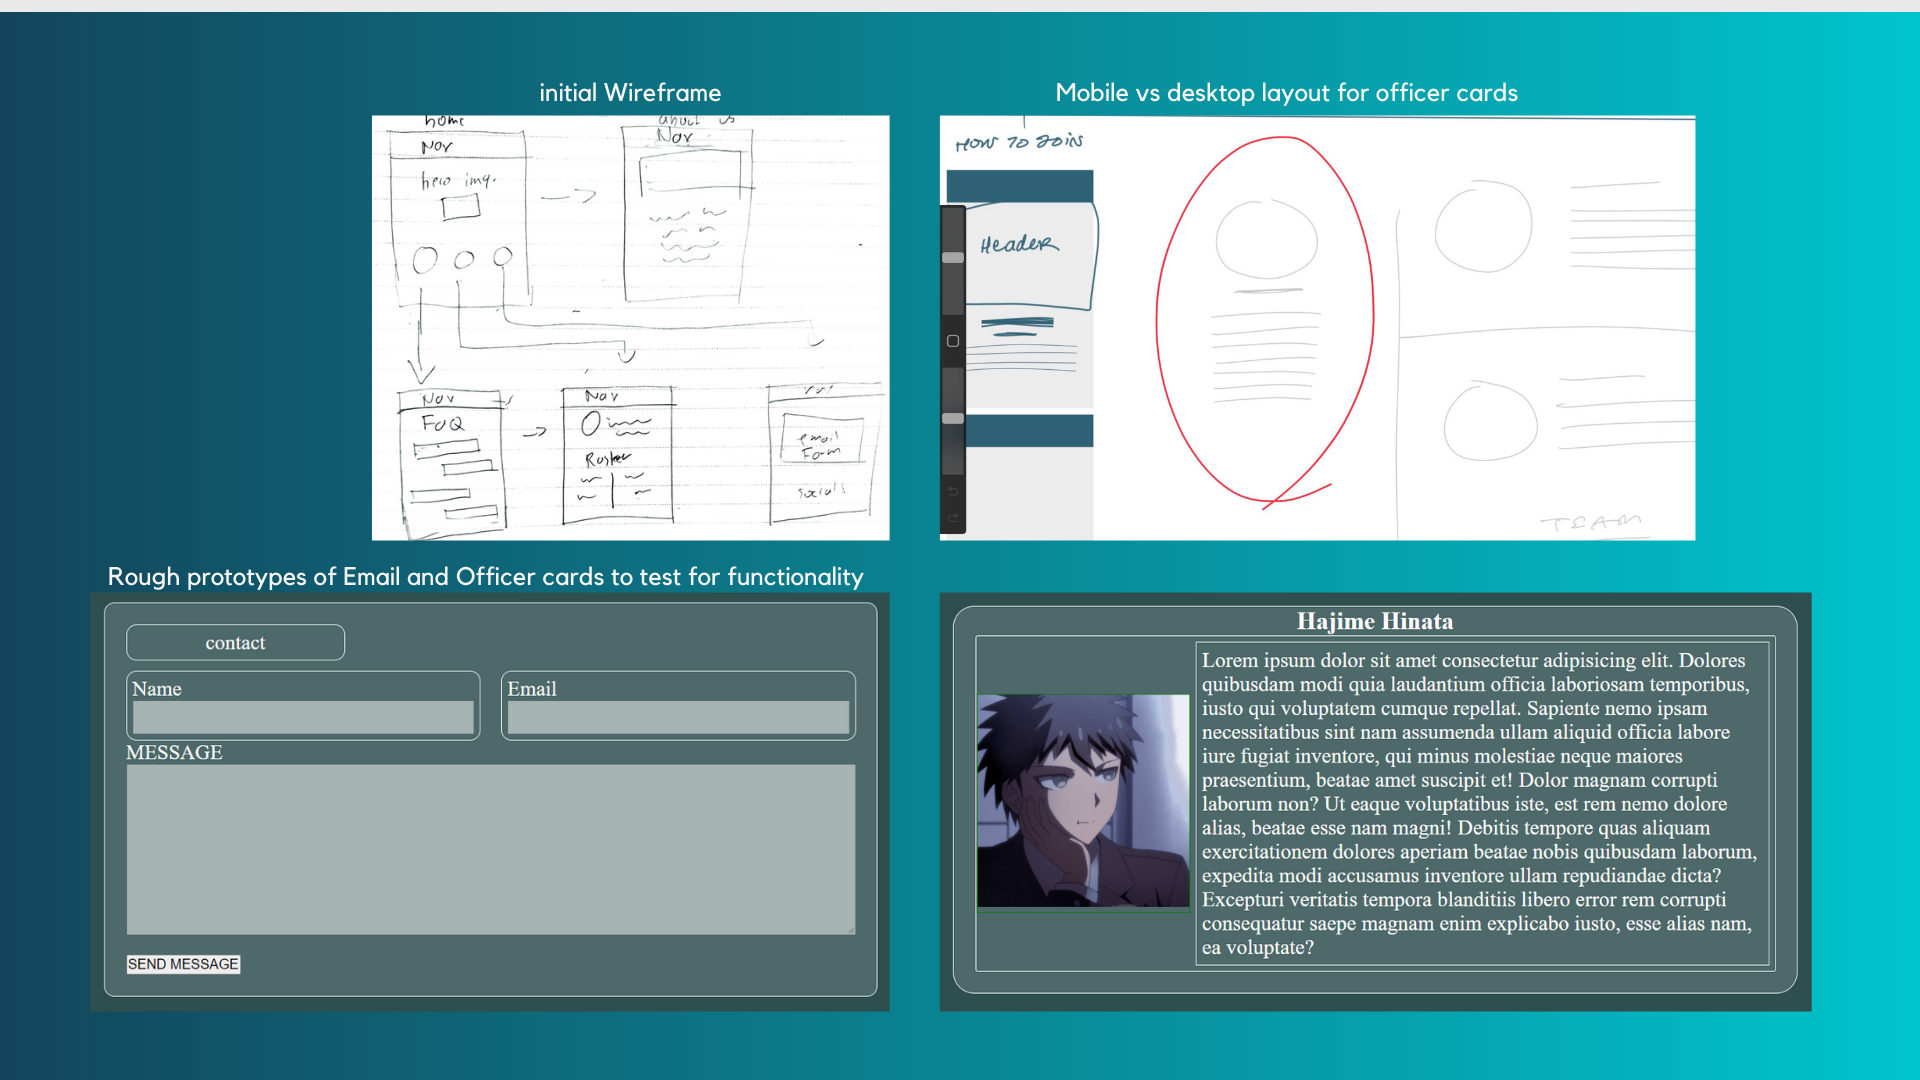 initial Wireframe
Mobile vs desktop layout for officer cards
home
Nav
hero img.
about us
Nav
Nav
FaQ
Nav
Roster
email
Form
socials
HOW TO JOIN
Header
TEAM
Rough prototypes of Email and Officer cards to test for functionality
contact
Name
Email
MESSAGE
SEND MESSAGE
Hajime Hinata
Lorem ipsum dolor sit amet consectetur adipisicing elit. Dolores
quibusdam modi quia laudantium officia laboriosam temporibus,
iusto qui voluptatem cumque repellat. Sapiente nemo ipsam
necessitatibus sint nam assumenda ullam aliquid officia labore
iure fugiat inventore, qui minus molestiae neque maiores
praesentium, beatae amet suscipit et! Dolor magnam corrupti
laborum non? Ut eaque voluptatibus iste, est rem nemo dolore
alias, beatae esse nam magni! Debitis tempore quas aliquam
exercitationem dolores aperiam beatae nobis quibusdam laborum,
expedita modi accusamus inventore ullam repudiandae dicta?
Excepturi veritatis tempora blanditiis libero error rem corrupti
consequatur saepe magnam enim explicabo iusto, esse alias nam,
ea voluptate?